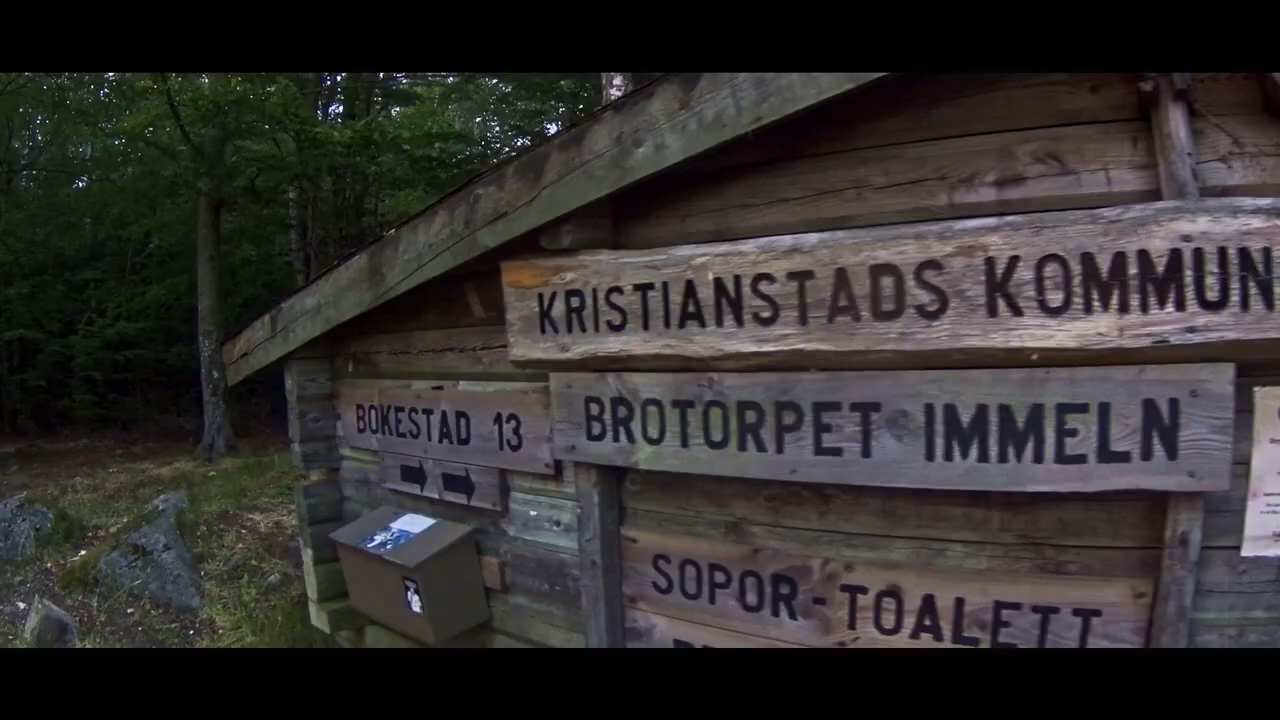 KRISTIANSTADS KOMMUN
BROTORPET IMMELN
BOKESTAD 13
SOPOR-TOALETT